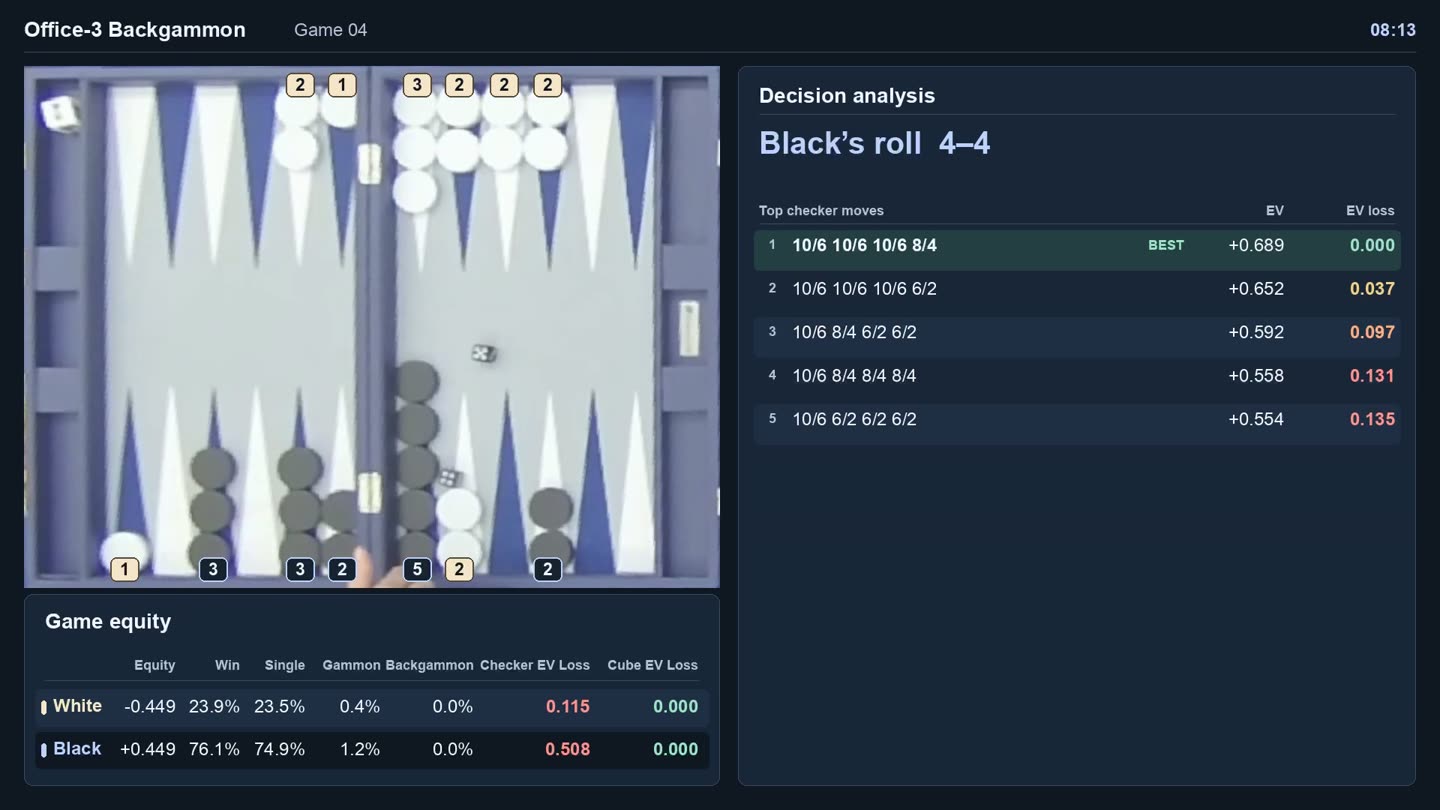 Office-3 Backgammon Game 04 08:13
2 1 3 2 2 2
1 3 3 2 5 2 2
Decision analysis
Black’s roll 4–4
Top checker moves EV EV loss
1 10/6 10/6 10/6 8/4 BEST +0.689 0.000
2 10/6 10/6 10/6 6/2 +0.652 0.037
3 10/6 8/4 6/2 6/2 +0.592 0.097
4 10/6 8/4 8/4 8/4 +0.558 0.131
5 10/6 6/2 6/2 6/2 +0.554 0.135
Game equity
Equity Win Single Gammon Backgammon Checker EV Loss Cube EV Loss
White -0.449 23.9% 23.5% 0.4% 0.0% 0.115 0.000
Black +0.449 76.1% 74.9% 1.2% 0.0% 0.508 0.000